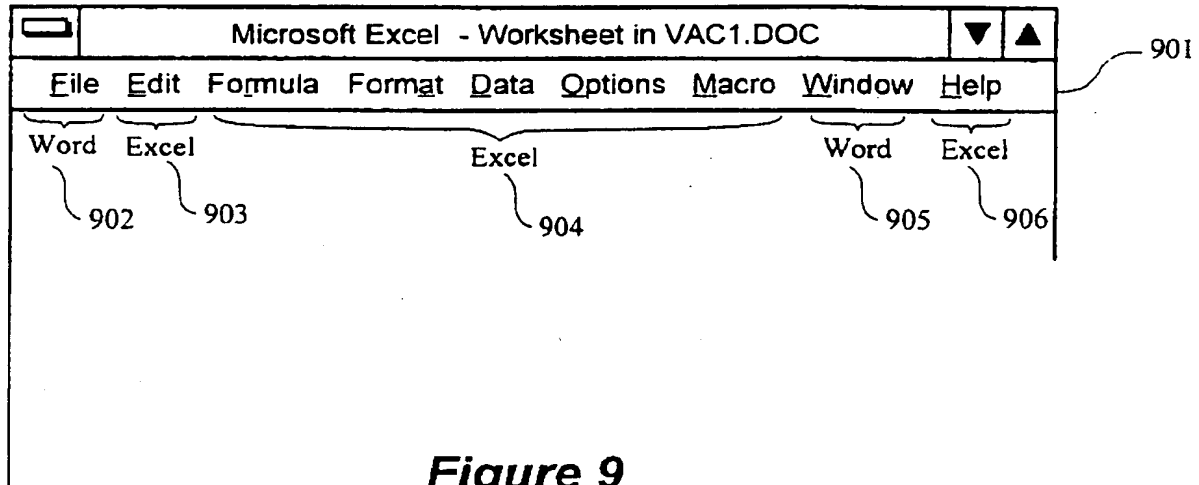 Microsoft Excel - Worksheet in VAC1.DOC
901
File Edit Formula Format Data Options Macro Window Help
Word Excel Excel Word Excel
902 903 904 905 906
Figure 9